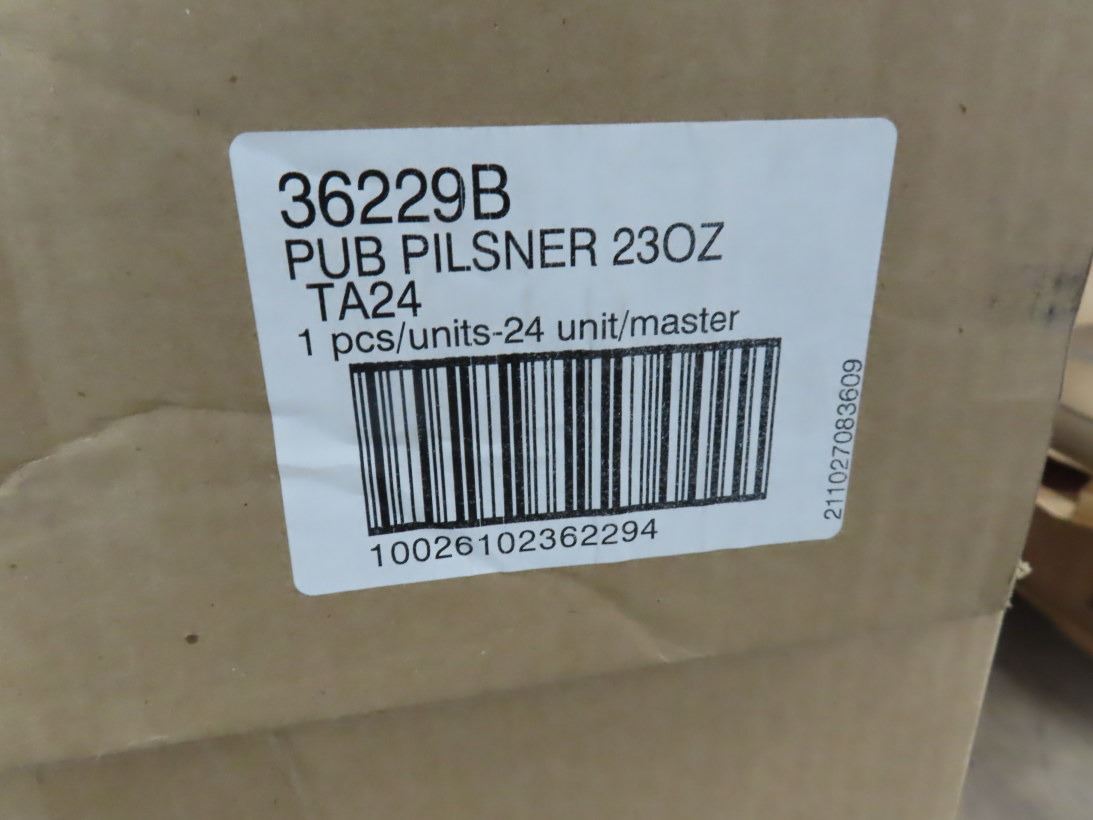 36229B
PUB PILSNER 23OZ
TA24
1 pcs/units-24 unit/master
10026102362294
211027083609